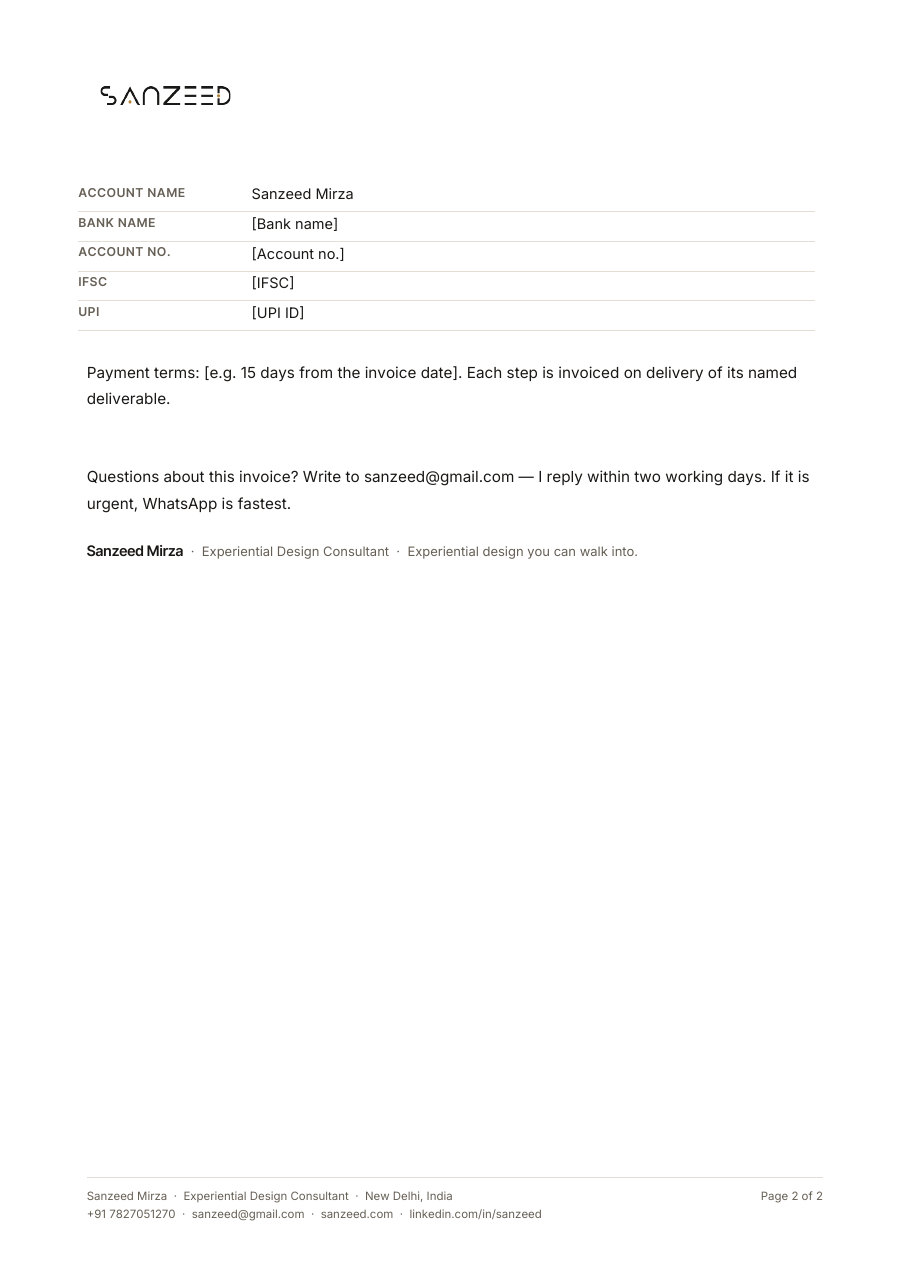 SANZEED
ACCOUNT NAME Sanzeed Mirza
BANK NAME [Bank name]
ACCOUNT NO. [Account no.]
IFSC [IFSC]
UPI [UPI ID]
Payment terms: [e.g. 15 days from the invoice date]. Each step is invoiced on delivery of its named
deliverable.
Questions about this invoice? Write to sanzeed@gmail.com — I reply within two working days. If it is
urgent, WhatsApp is fastest.
Sanzeed Mirza · Experiential Design Consultant · Experiential design you can walk into.
Sanzeed Mirza · Experiential Design Consultant · New Delhi, India Page 2 of 2
+91 7827051270 · sanzeed@gmail.com · sanzeed.com · linkedin.com/in/sanzeed